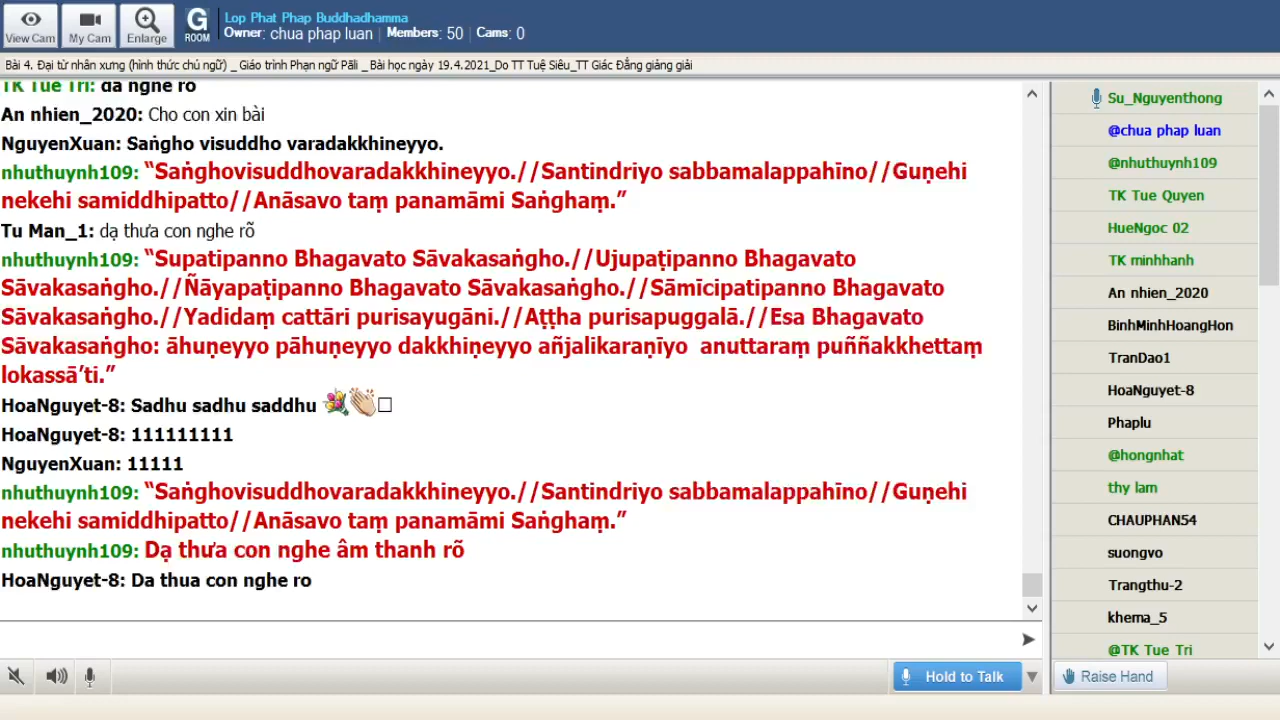 View Cam
My Cam
Enlarge
G
ROOM
Lop Phat Phap Buddhadhamma
Owner: chua phap luan Members: 50 Cams: 0
Bài 4. Đại từ nhân xưng (hình thức chủ ngữ) _ Giáo trình Phạn ngữ Pāli _ Bài học ngày 19.4.2021_Do TT Tuệ Siêu_TT Giác Đẳng giảng giải
TK Tue Tri: da nghe ro
An nhien_2020: Cho con xin bài
NguyenXuan: Saṅgho visuddho varadakkhineyyo.
nhuthuynh109: “Saṅghovisuddhovaradakkhineyyo.//Santindriyo sabbamalappahīno//Guṇehi
nekehi samiddhipatto//Anāsavo taṃ panamāmi Saṅghaṃ.”
Tu Man_1: dạ thưa con nghe rõ
nhuthuynh109: “Supatipanno Bhagavato Sāvakasaṅgho.//Ujupaṭipanno Bhagavato
Sāvakasaṅgho.//Ñāyapaṭipanno Bhagavato Sāvakasaṅgho.//Sāmīcipatipanno Bhagavato
Sāvakasaṅgho.//Yadidaṃ cattāri purisayugāni.//Aṭṭha purisapuggalā.//Esa Bhagavato
Sāvakasaṅgho: āhuṇeyyo pāhuṇeyyo dakkhiṇeyyo añjalikaraṇīyo anuttaraṃ puññakkhettaṃ
lokassā’ti.”
HoaNguyet-8: Sadhu sadhu saddhu
HoaNguyet-8: 111111111
NguyenXuan: 11111
nhuthuynh109: “Saṅghovisuddhovaradakkhineyyo.//Santindriyo sabbamalappahīno//Guṇehi
nekehi samiddhipatto//Anāsavo taṃ panamāmi Saṅghaṃ.”
nhuthuynh109: Dạ thưa con nghe âm thanh rõ
HoaNguyet-8: Da thua con nghe ro
Su_Nguyenthong
@chua phap luan
@nhuthuynh109
TK Tue Quyen
HueNgoc 02
TK minhhanh
An nhien_2020
BinhMinhHoangHon
TranDao1
HoaNguyet-8
Phaplu
@hongnhat
thy lam
CHAUPHAN54
suongvo
Trangthu-2
khema_5
@TK Tue Tri
Hold to Talk
Raise Hand